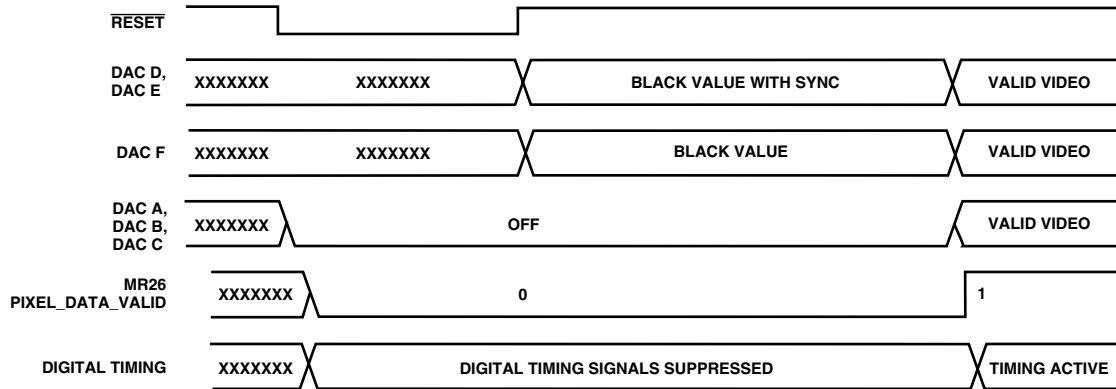 RESET
DAC D,
DAC E
XXXXXXX XXXXXXX BLACK VALUE WITH SYNC VALID VIDEO
DAC F XXXXXXX XXXXXXX BLACK VALUE VALID VIDEO
DAC A,
DAC B,
DAC C
XXXXXXX OFF VALID VIDEO
MR26
PIXEL_DATA_VALID
XXXXXXX 0 1
DIGITAL TIMING XXXXXXX DIGITAL TIMING SIGNALS SUPPRESSED TIMING ACTIVE